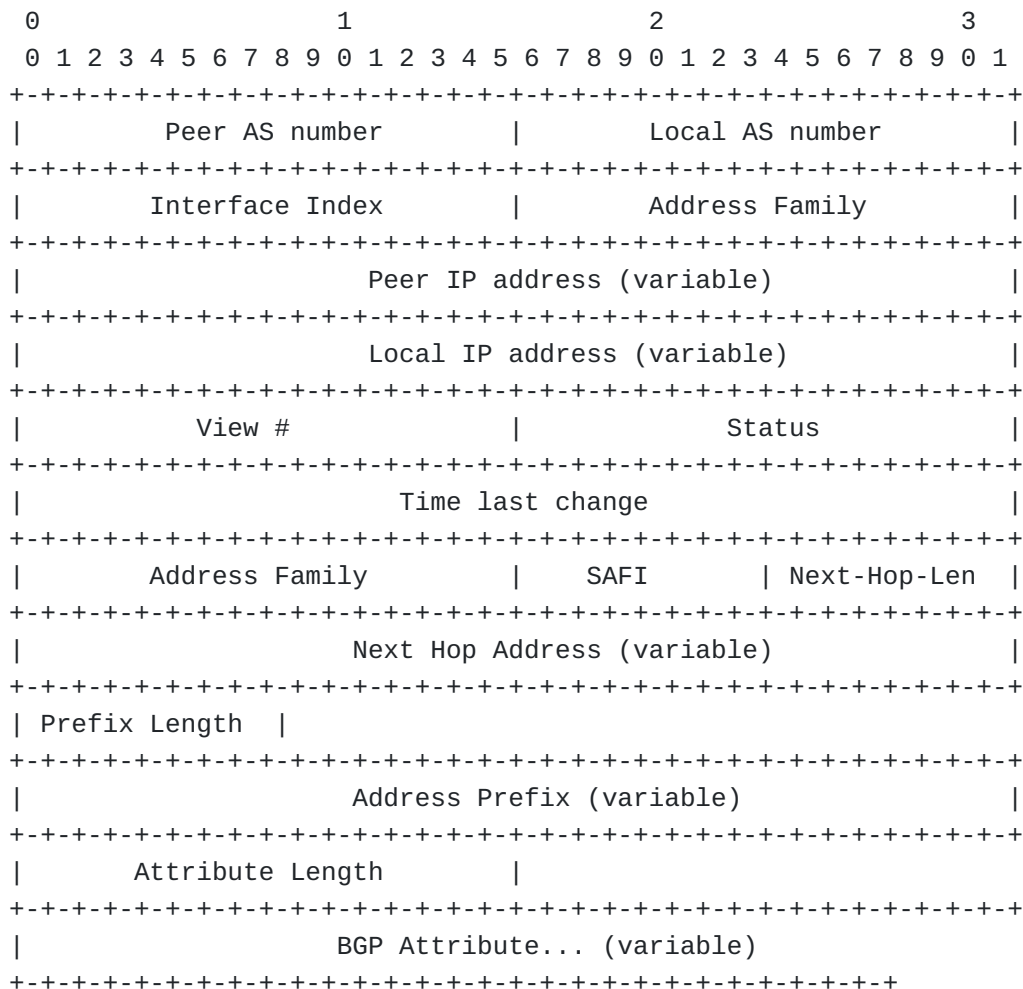 0                   1                   2                   3
 0 1 2 3 4 5 6 7 8 9 0 1 2 3 4 5 6 7 8 9 0 1 2 3 4 5 6 7 8 9 0 1
+-+-+-+-+-+-+-+-+-+-+-+-+-+-+-+-+-+-+-+-+-+-+-+-+-+-+-+-+-+-+-+-+
|         Peer AS number        |        Local AS number        |
+-+-+-+-+-+-+-+-+-+-+-+-+-+-+-+-+-+-+-+-+-+-+-+-+-+-+-+-+-+-+-+-+
|        Interface Index        |        Address Family         |
+-+-+-+-+-+-+-+-+-+-+-+-+-+-+-+-+-+-+-+-+-+-+-+-+-+-+-+-+-+-+-+-+
|                      Peer IP address (variable)               |
+-+-+-+-+-+-+-+-+-+-+-+-+-+-+-+-+-+-+-+-+-+-+-+-+-+-+-+-+-+-+-+-+
|                      Local IP address (variable)              |
+-+-+-+-+-+-+-+-+-+-+-+-+-+-+-+-+-+-+-+-+-+-+-+-+-+-+-+-+-+-+-+-+
|           View #              |             Status            |
+-+-+-+-+-+-+-+-+-+-+-+-+-+-+-+-+-+-+-+-+-+-+-+-+-+-+-+-+-+-+-+-+
|                        Time last change                       |
+-+-+-+-+-+-+-+-+-+-+-+-+-+-+-+-+-+-+-+-+-+-+-+-+-+-+-+-+-+-+-+-+
|        Address Family         |    SAFI       | Next-Hop-Len  |
+-+-+-+-+-+-+-+-+-+-+-+-+-+-+-+-+-+-+-+-+-+-+-+-+-+-+-+-+-+-+-+-+
|                     Next Hop Address (variable)               |
+-+-+-+-+-+-+-+-+-+-+-+-+-+-+-+-+-+-+-+-+-+-+-+-+-+-+-+-+-+-+-+-+
| Prefix Length  |
+-+-+-+-+-+-+-+-+-+-+-+-+-+-+-+-+-+-+-+-+-+-+-+-+-+-+-+-+-+-+-+-+
|                     Address Prefix (variable)                 |
+-+-+-+-+-+-+-+-+-+-+-+-+-+-+-+-+-+-+-+-+-+-+-+-+-+-+-+-+-+-+-+-+
|       Attribute Length        |
+-+-+-+-+-+-+-+-+-+-+-+-+-+-+-+-+-+-+-+-+-+-+-+-+-+-+-+-+-+-+-+-+
|                    BGP Attribute... (variable)
+-+-+-+-+-+-+-+-+-+-+-+-+-+-+-+-+-+-+-+-+-+-+-+-+-+-+-+-+